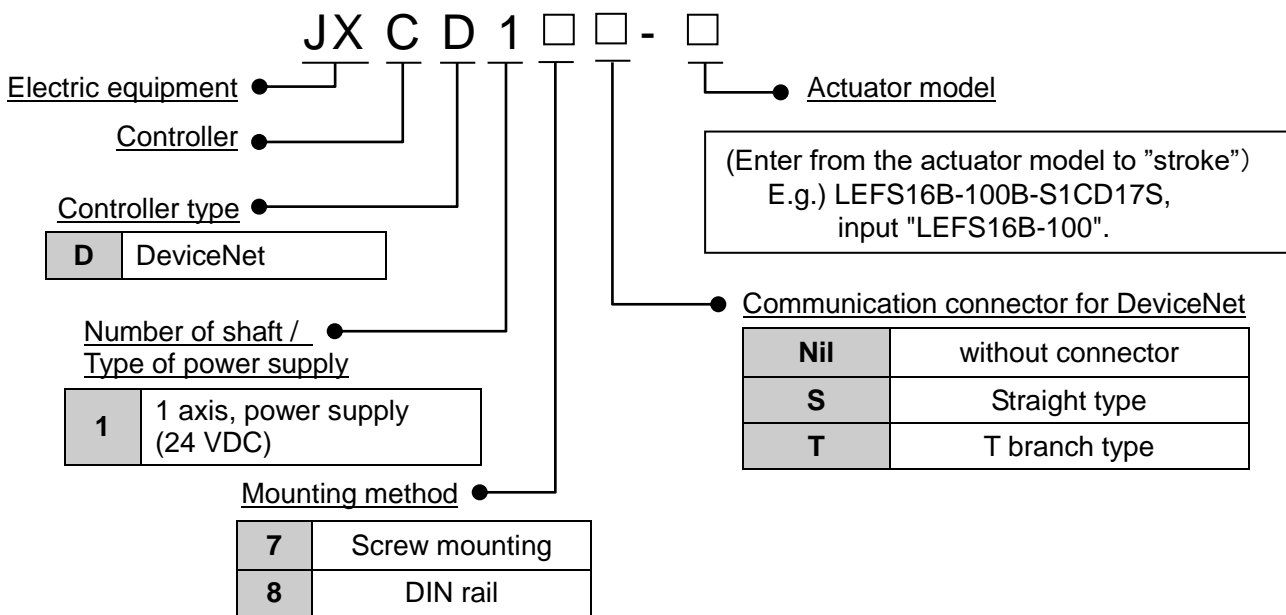 JX C D 1 □ □ - □
Electric equipment
Actuator model
Controller
(Enter from the actuator model to ”stroke”）
E.g.) LEFS16B-100B-S1CD17S,
input "LEFS16B-100".
Controller type
D DeviceNet
Communication connector for DeviceNet
Nil without connector
S Straight type
T T branch type
Number of shaft /
Type of power supply
1 1 axis, power supply
(24 VDC)
Mounting method
7 Screw mounting
8 DIN rail